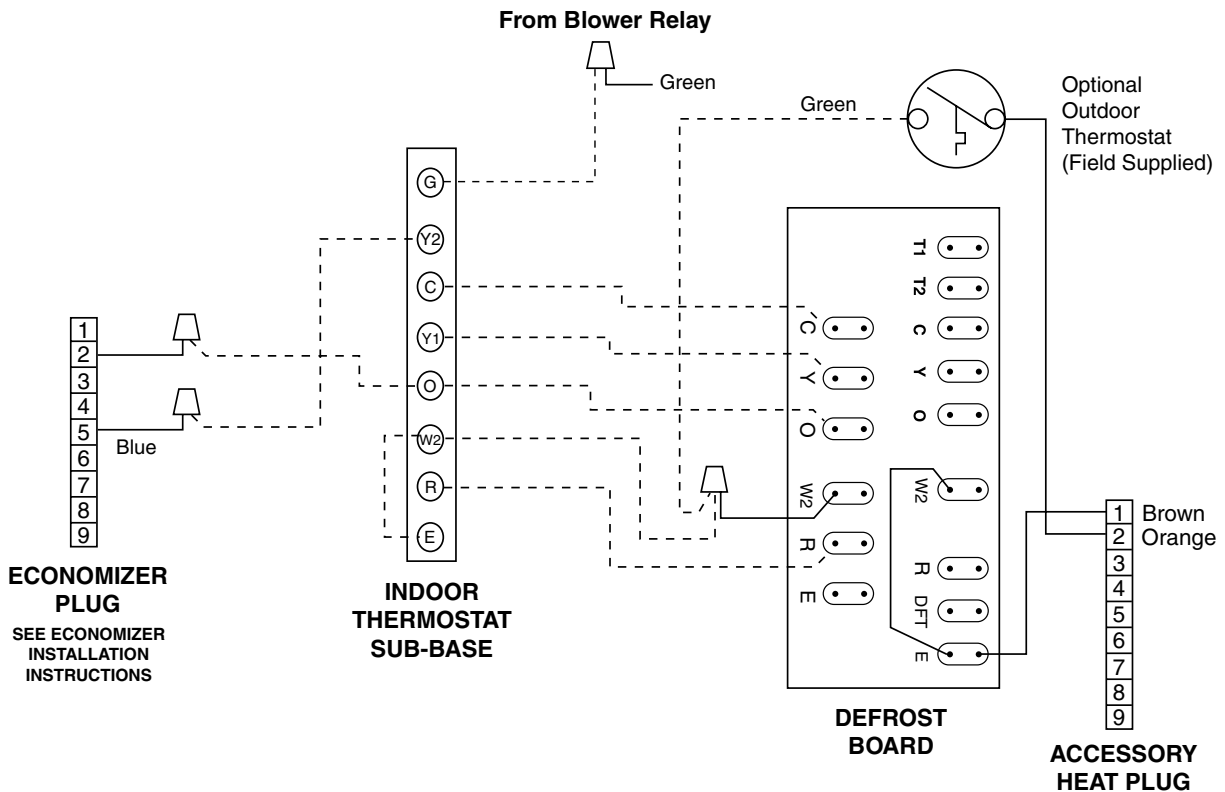 From Blower Relay
Green
Green
Optional
Outdoor
Thermostat
(Field Supplied)
G
Y2
C
Y1
O
W2
R
E
INDOOR
THERMOSTAT
SUB-BASE
1
2
3
4
5
6
7
8
9
Blue
ECONOMIZER
PLUG
SEE ECONOMIZER
INSTALLATION
INSTRUCTIONS
C
Y
O
W2
R
E
T1
T2
C
Y
O
W2
R
DFT
E
DEFROST
BOARD
1 Brown
2 Orange
3
4
5
6
7
8
9
ACCESSORY
HEAT PLUG